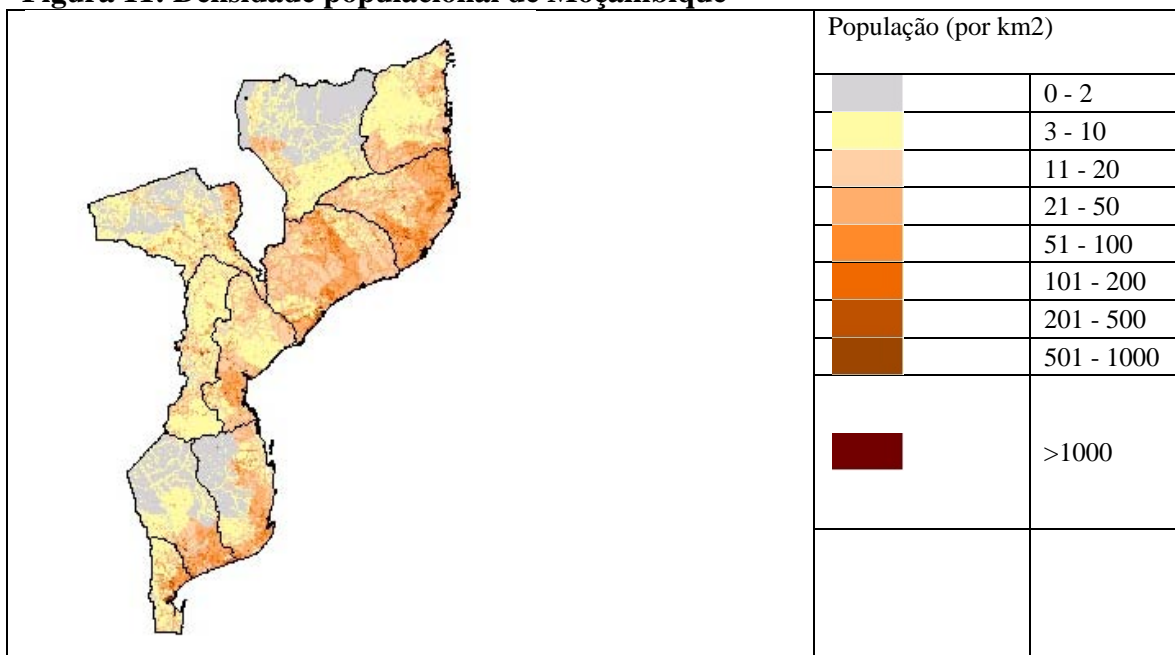 Figura 11: Densidade populacional de Moçambique
População (por km2)
0 - 2
3 - 10
11 - 20
21 - 50
51 - 100
101 - 200
201 - 500
501 - 1000
>1000